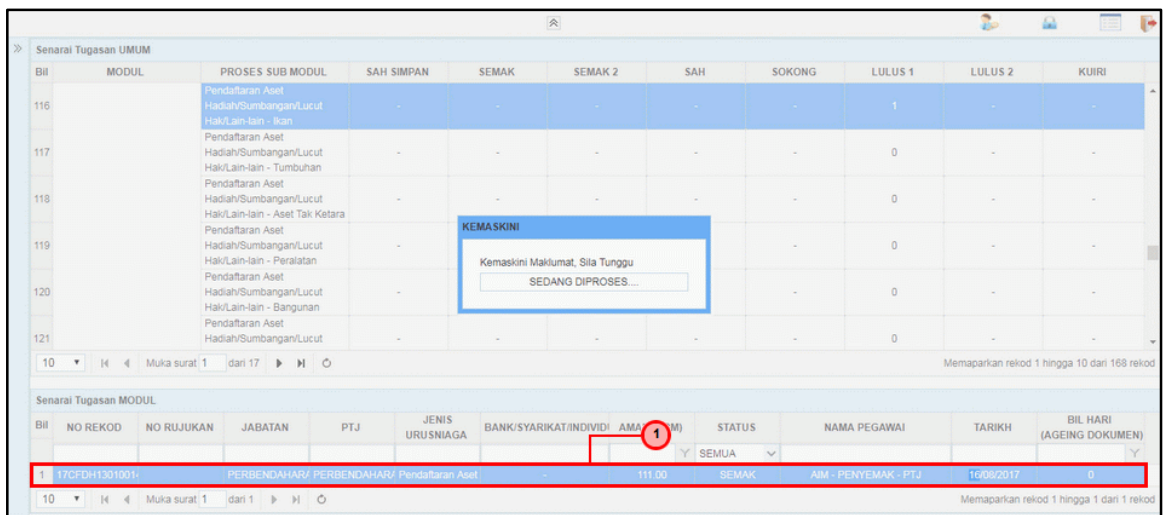 Senarai Tugasan UMUM
Bil MODUL PROSES SUB MODUL SAH SIMPAN SEMAK SEMAK 2 SAH SOKONG LULUS 1 LULUS 2 KUIRI
Pendaftaran Aset
116 Hadiah/Sumbangan/Lucut - - - - - 1 - -
Hak/Lain-lain - Ikan
Pendaftaran Aset
117 Hadiah/Sumbangan/Lucut - - - - - 0 - -
Hak/Lain-lain - Tumbuhan
Pendaftaran Aset
118 Hadiah/Sumbangan/Lucut - - - - - 0 - -
Hak/Lain-lain - Aset Tak Ketara
Pendaftaran Aset
119 Hadiah/Sumbangan/Lucut - - 0 - -
Hak/Lain-lain - Peralatan
Pendaftaran Aset
120 Hadiah/Sumbangan/Lucut - - 0 - -
Hak/Lain-lain - Bangunan
Pendaftaran Aset
121 Hadiah/Sumbangan/Lucut - - - - - 0 - -
KEMASKINI
Kemaskini Maklumat, Sila Tunggu
SEDANG DIPROSES....
10 Muka surat 1 dari 17 Memaparkan rekod 1 hingga 10 dari 168 rekod
Senarai Tugasan MODUL
Bil NO REKOD NO RUJUKAN JABATAN PTJ JENIS URUSNIAGA BANK/SYARIKAT/INDIVIDU STATUS NAMA PEGAWAI TARIKH BIL HARI (AGEING DOKUMEN)
1
SEMUA
1 17CFDH1301001 PERBENDAHARA/ PERBENDAHARA/ Pendaftaran Aset - 111.00 SEMAK AIM - PENYEMAK - PTJ 16/08/2017 0
10 Muka surat 1 dari 1 Memaparkan rekod 1 hingga 1 dari 1 rekod